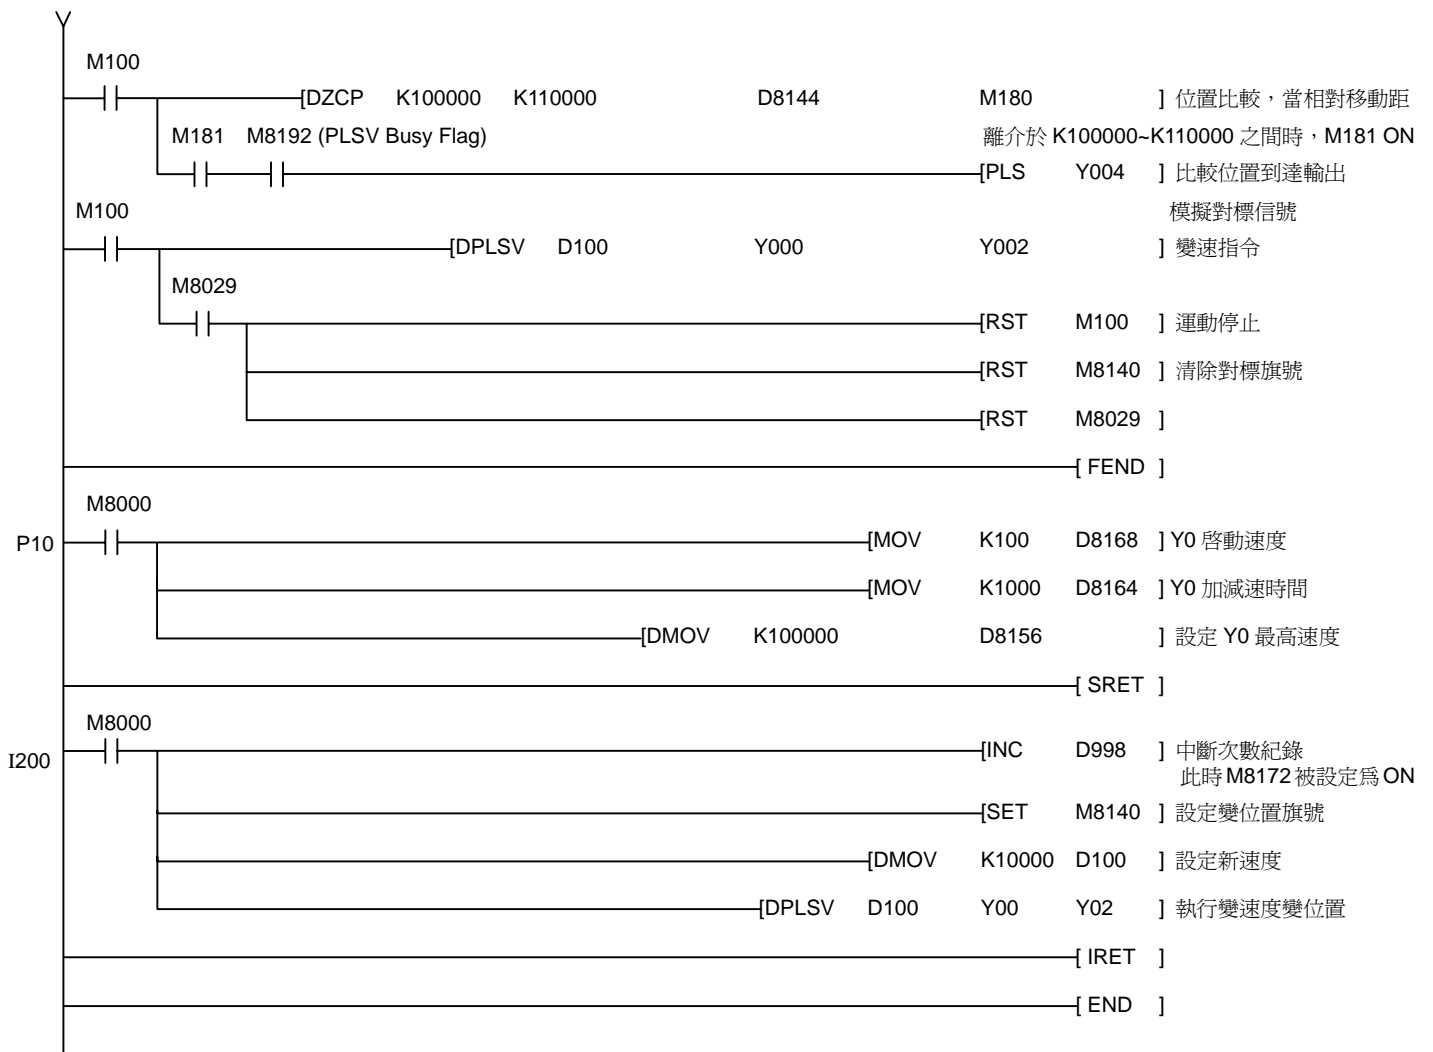 M100
[DZCP K100000 K110000 D8144 M180 ] 位置比較，當相對移動距
M181 M8192 (PLSV Busy Flag) 離介於 K100000~K110000 之間時，M181 ON
[PLS Y004 ] 比較位置到達輸出
M100 模擬對標信號
[DPLSV D100 Y000 Y002 ] 變速指令
M8029
[RST M100 ] 運動停止
[RST M8140 ] 清除對標旗號
[RST M8029 ]
[ FEND ]
M8000
P10 [MOV K100 D8168 ] Y0 啓動速度
[MOV K1000 D8164 ] Y0 加減速時間
[DMOV K100000 D8156 ] 設定 Y0 最高速度
[ SRET ]
M8000
I200 [INC D998 ] 中斷次數紀錄
此時 M8172 被設定爲 ON
[SET M8140 ] 設定變位置旗號
[DMOV K10000 D100 ] 設定新速度
[DPLSV D100 Y00 Y02 ] 執行變速度變位置
[ IRET ]
[ END ]